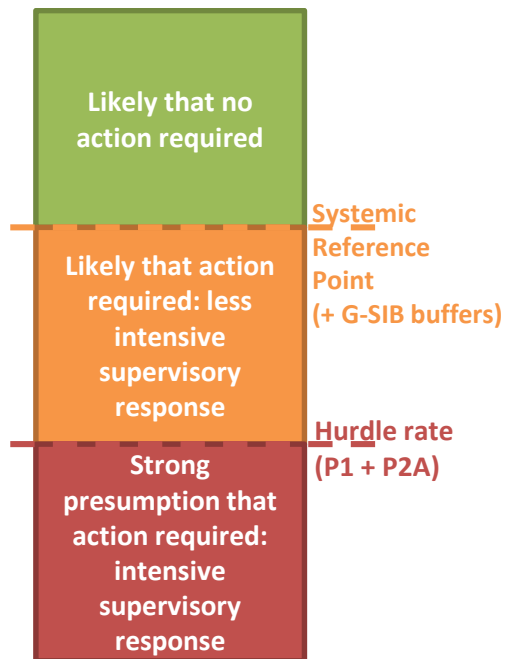 Likely that no
action required
Systemic
Reference
Point
(+ G-SIB buffers)
Likely that action
required: less
intensive
supervisory
response
Hurdle rate
(P1 + P2A)
Strong
presumption that
action required:
intensive
supervisory
response